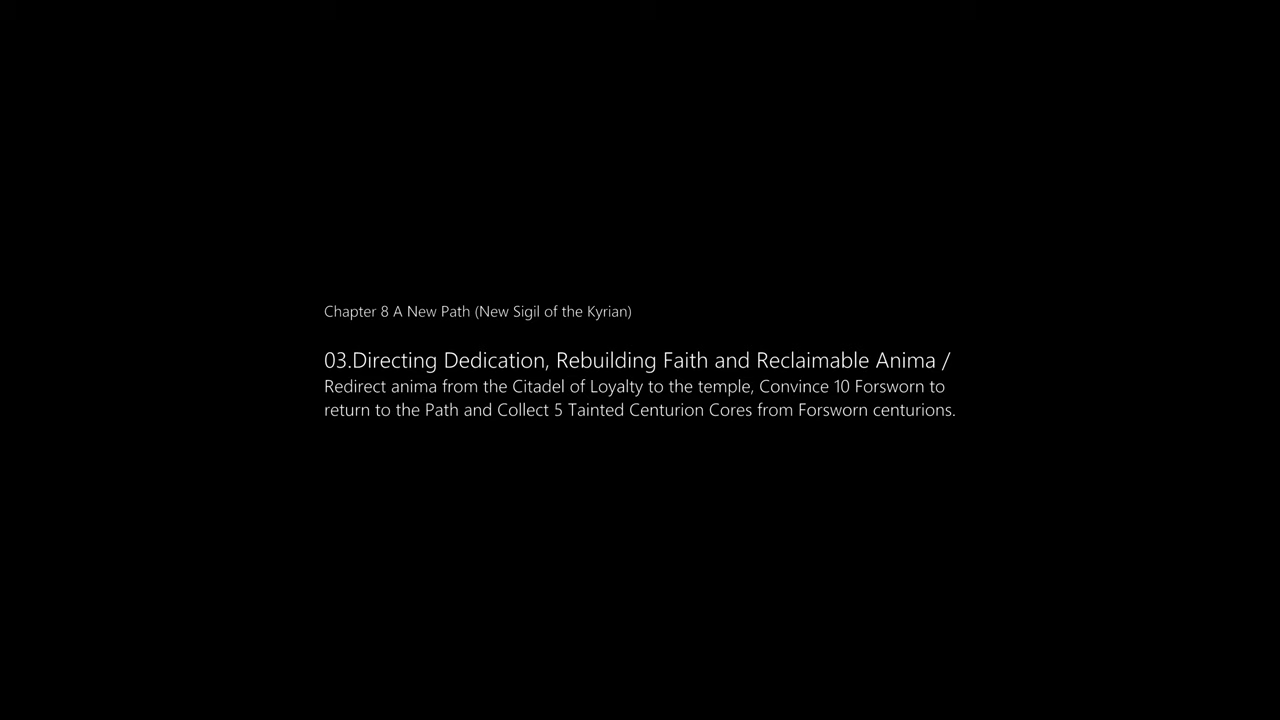 Chapter 8 A New Path (New Sigil of the Kyrian)
03.Directing Dedication, Rebuilding Faith and Reclaimable Anima /
Redirect anima from the Citadel of Loyalty to the temple, Convince 10 Forsworn to
return to the Path and Collect 5 Tainted Centurion Cores from Forsworn centurions.